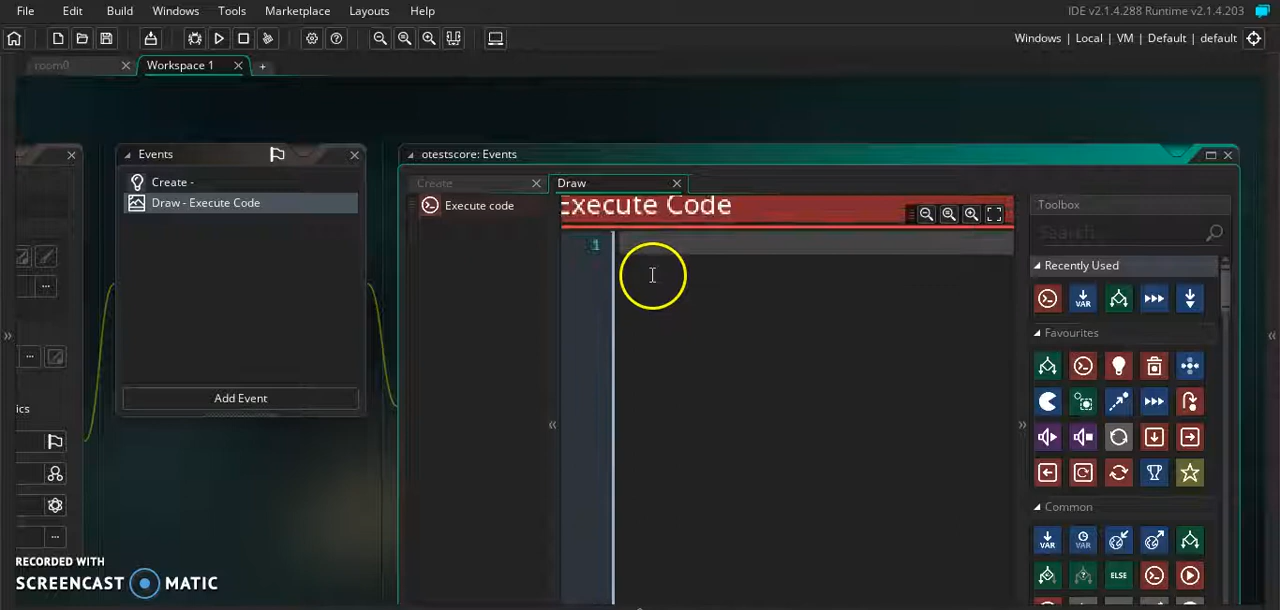 File Edit Build Windows Tools Marketplace Layouts Help IDE v2.1.4.288 Runtime v2.1.4.203
Windows | Local | VM | Default | default
room0 Workspace 1
Events
otestscore: Events
Create -
Draw - Execute Code
Create Draw
Execute code
Execute Code
1
Toolbox
Search...
Recently Used
VAR
Favourites
Add Event
ics
Common
VAR VAR
ELSE
RECORDED WITH
SCREENCAST MATIC